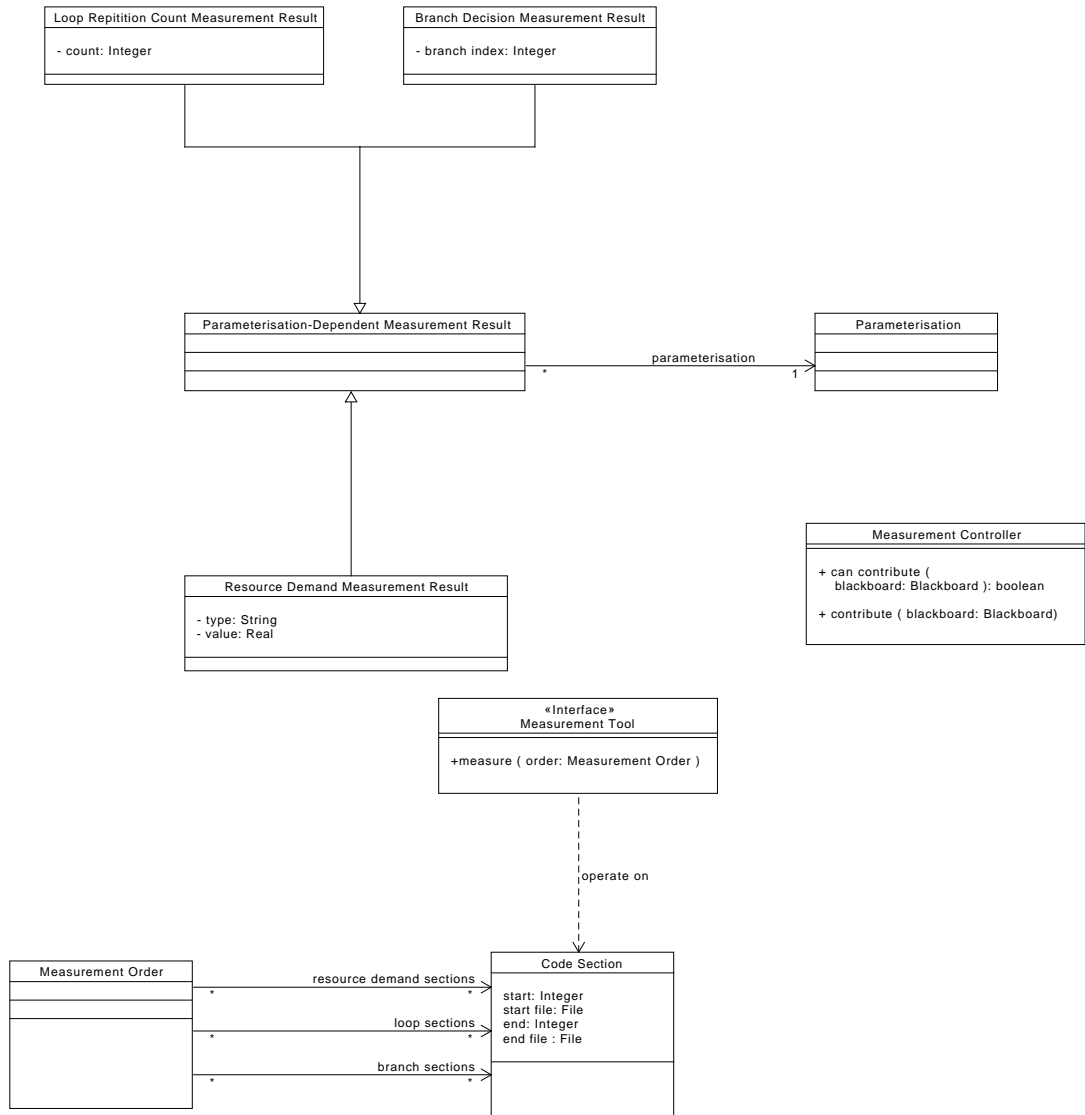 Loop Repitition Count Measurement Result
- count: Integer
Branch Decision Measurement Result
- branch index: Integer
Parameterisation-Dependent Measurement Result
parameterisation
*
1
Parameterisation
Measurement Controller
+ can contribute (
blackboard: Blackboard ): boolean
+ contribute ( blackboard: Blackboard)
Resource Demand Measurement Result
- type: String
- value: Real
«Interface»
Measurement Tool
+measure ( order: Measurement Order )
operate on
Measurement Order
resource demand sections
*
*
loop sections
*
*
branch sections
*
*
Code Section
start: Integer
start file: File
end: Integer
end file : File